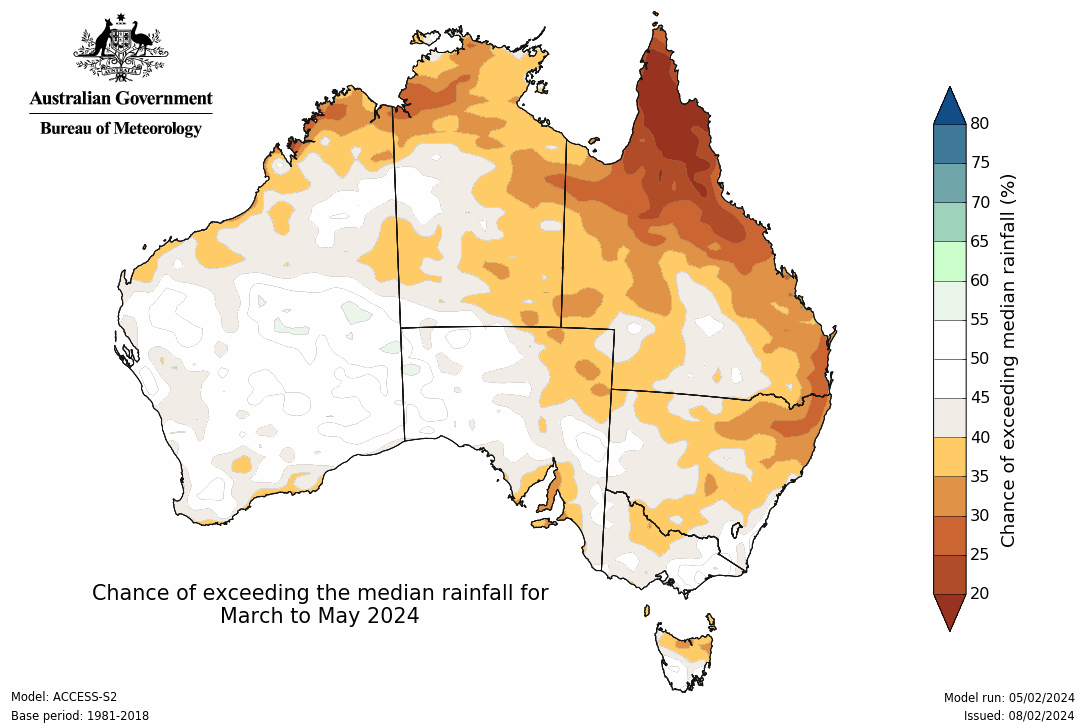 Australian Government
Bureau of Meteorology
80
75
70
65
60
55
50
45
40
35
30
25
20
Chance of exceeding median rainfall (%)
Chance of exceeding the median rainfall for
March to May 2024
Model: ACCESS-S2
Base period: 1981-2018
Model run: 05/02/2024
Issued: 08/02/2024